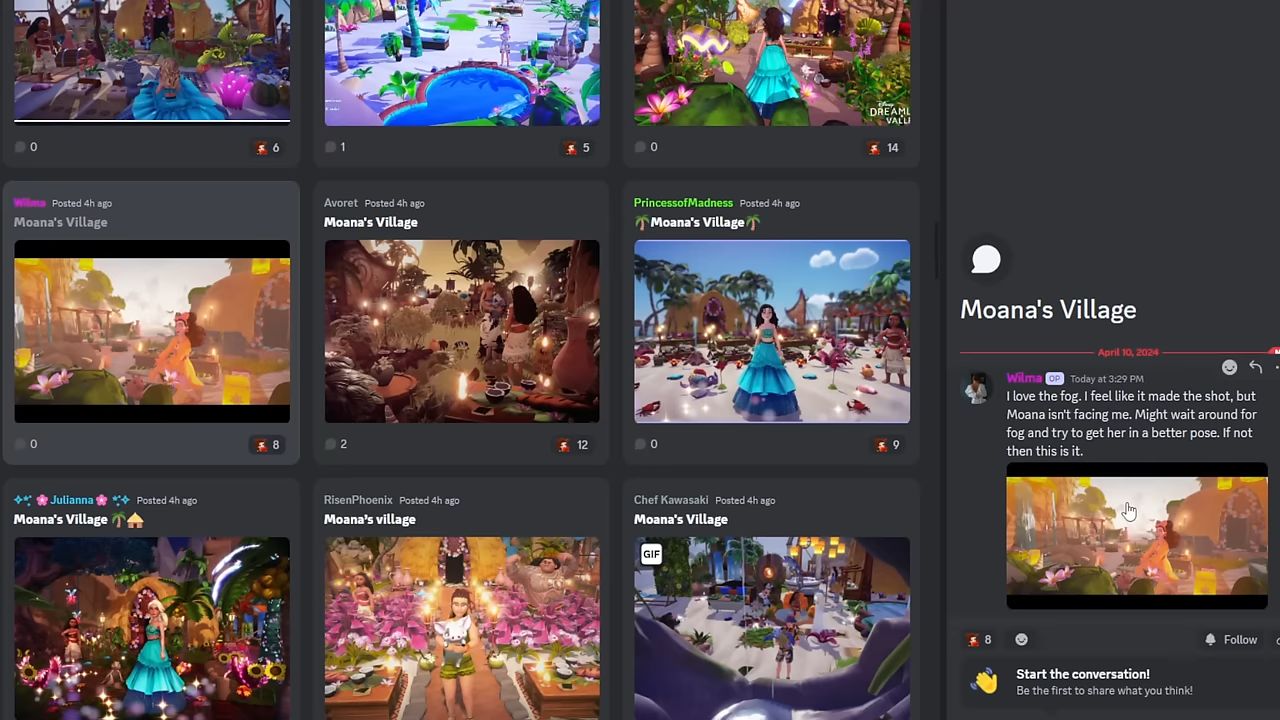 0
6
1
5
Disney
DREAML
VALL
0
14
Wilma Posted 4h ago
Moana's Village
0
8
Avoret Posted 4h ago
Moana's Village
2
12
PrincessofMadness Posted 4h ago
🌴Moana's Village🌴
0
9
✨🌸Julianna🌸✨ Posted 4h ago
Moana's Village 🌴🛖
RisenPhoenix Posted 4h ago
Moana's village
Chef Kawasaki Posted 4h ago
Moana's Village
GIF
Moana's Village
April 10, 2024
Wilma OP Today at 3:29 PM
I love the fog. I feel like it made the shot, but
Moana isn't facing me. Might wait around for
fog and try to get her in a better pose. If not
then this is it.
8
Follow
Start the conversation!
Be the first to share what you think!